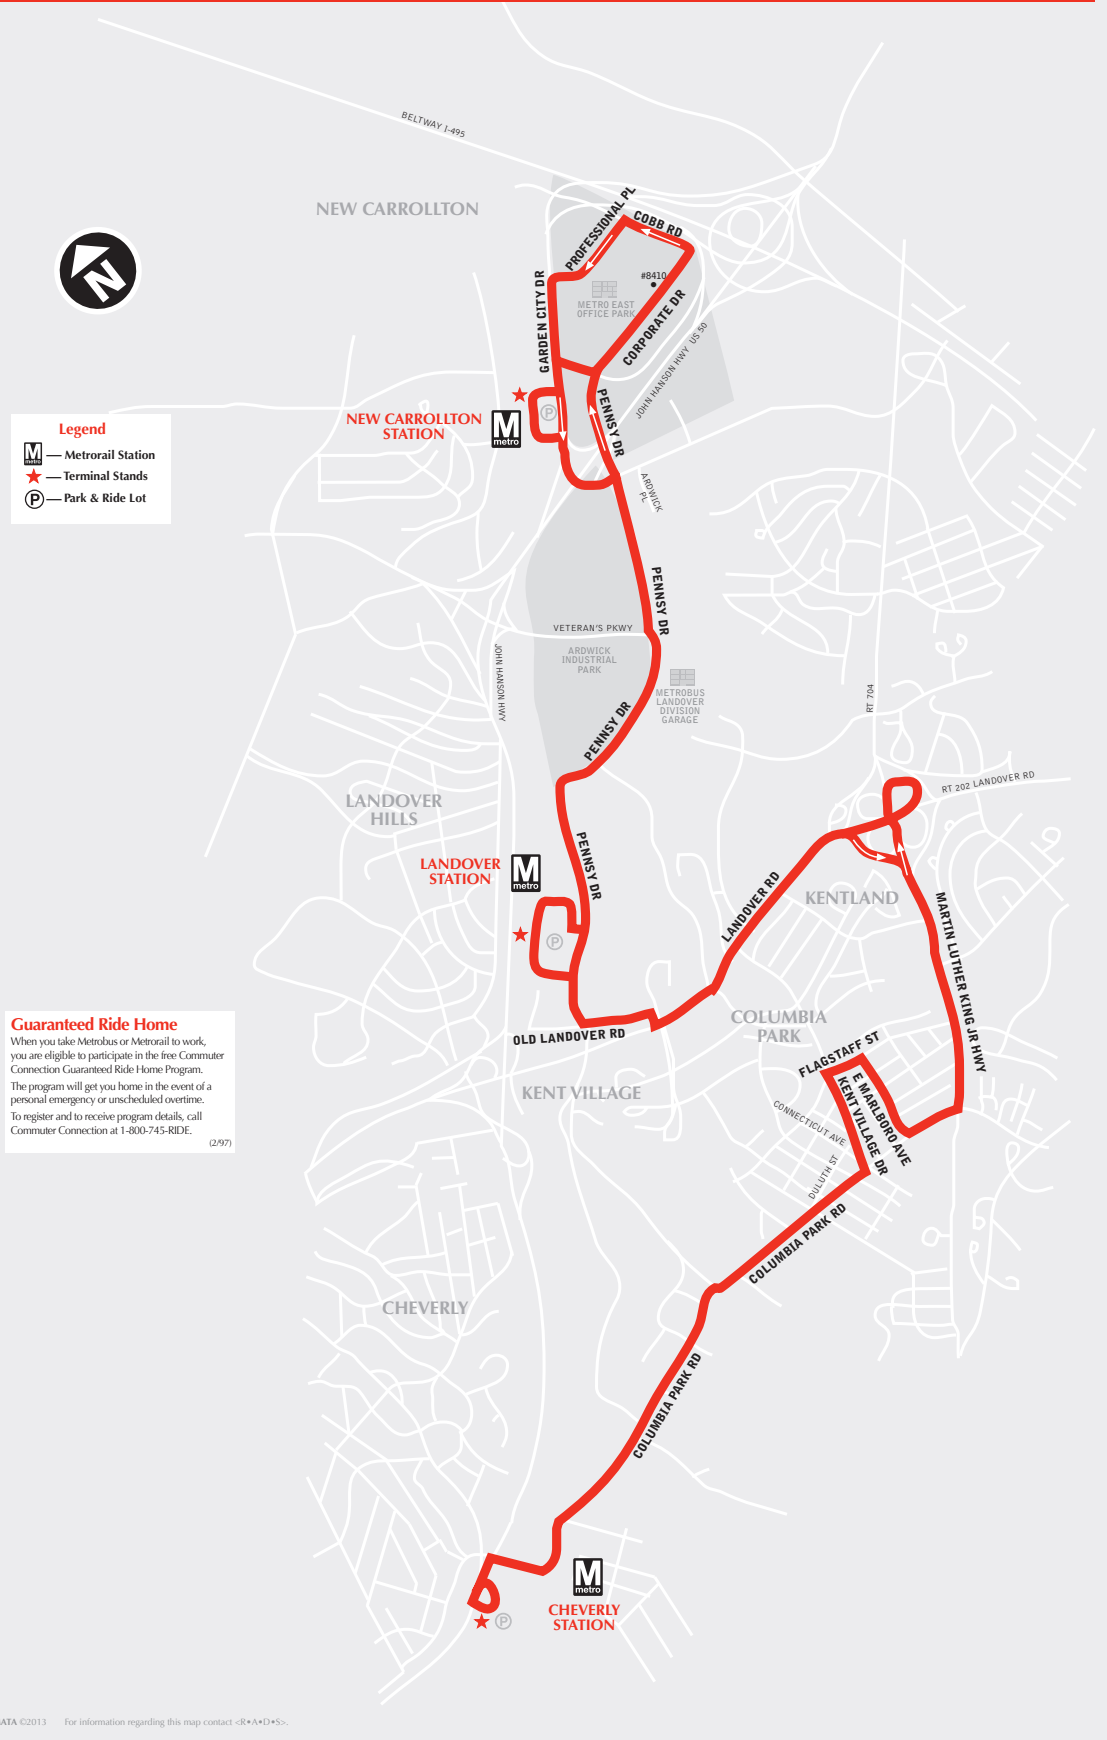 BELTWAY I-495
NEW CARROLLTON
PROFESSIONAL PL
COBB RD
N
#8410
GARDEN CITY DR
METRO EAST
OFFICE PARK
CORPORATE DR
JOHN HANSON HWY US 50
PENNSY DR
P
NEW CARROLLTON
STATION
M
metro
Legend
M
metro
— Metrorail Station
— Terminal Stands
P
— Park & Ride Lot
ARDWICK
PL
PENNSY DR
VETERAN'S PKWY
ARDWICK
INDUSTRIAL
PARK
JOHN HANSON HWY
METROBUS
LANDOVER
DIVISION
GARAGE
RT 704
PENNSY DR
RT 202 LANDOVER RD
LANDOVER
HILLS
PENNSY DR
LANDOVER
STATION
M
metro
P
LANDOVER RD
KENTLAND
MARTIN LUTHER KING JR HWY
COLUMBIA
PARK
OLD LANDOVER RD
FLAGSTAFF ST
KENT VILLAGE
E MARLBORO AVE
KENT VILLAGE DR
CONNECTICUT AVE
DULUTH ST
COLUMBIA PARK RD
Guaranteed Ride Home
When you take Metrobus or Metrorail to work,
you are eligible to participate in the free Commuter
Connection Guaranteed Ride Home Program.
The program will get you home in the event of a
personal emergency or unscheduled overtime.
To register and to receive program details, call
Commuter Connection at 1-800-745-RIDE.
(2/97)
CHEVERLY
COLUMBIA PARK RD
M
metro
CHEVERLY
STATION
P
ATA ©2013 For information regarding this map contact <R•A•D•S>.